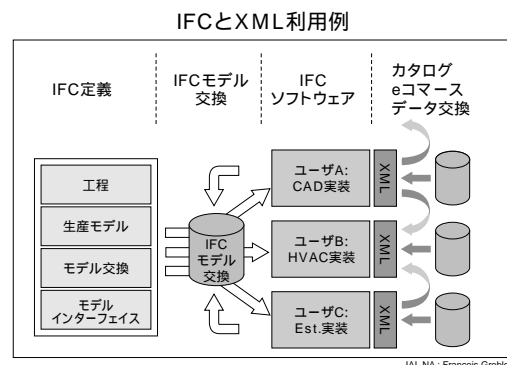 IFCとXML利用例
IFC定義
IFCモデル
交換
IFC
ソフトウェア
カタログ
eコマース
データ交換
工程
生産モデル
モデル交換
モデル
インターフェイス
IFC
モデル
交換
ユーザA:
CAD実装
XML
ユーザB:
HVAC実装
XML
ユーザC:
Est.実装
XML
IAI NA : Francois Grobler